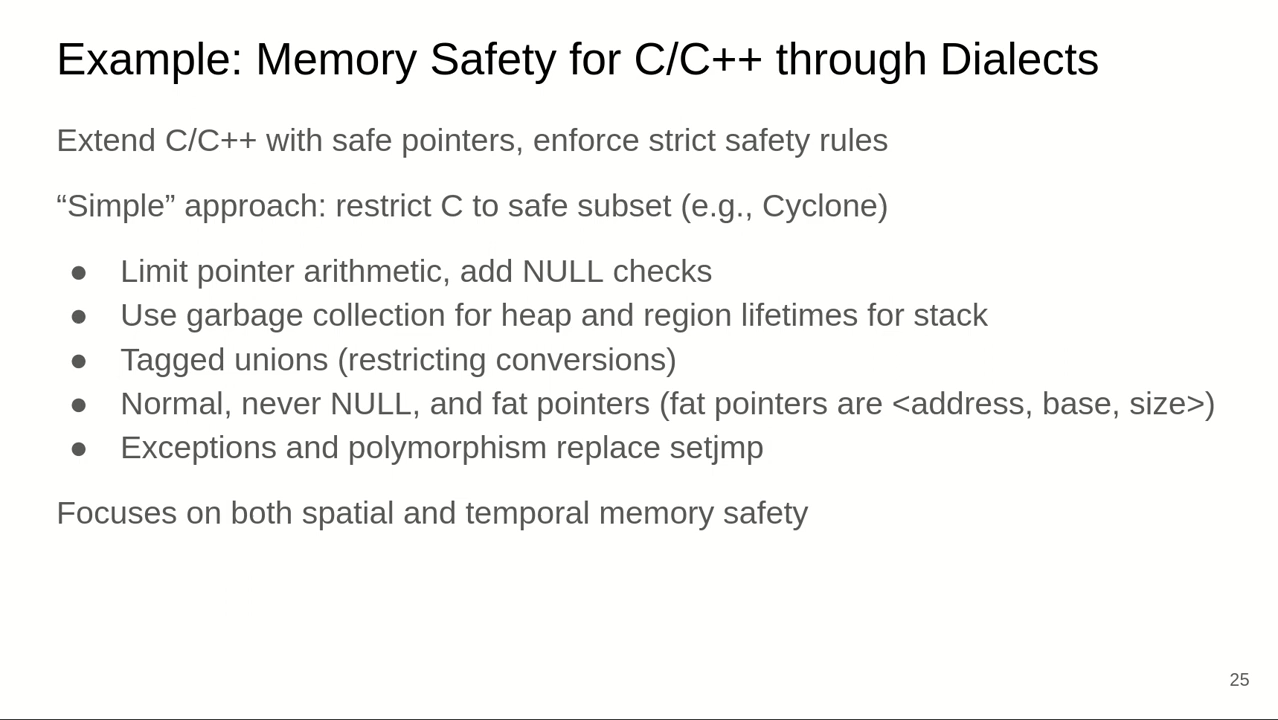 Example: Memory Safety for C/C++ through Dialects
Extend C/C++ with safe pointers, enforce strict safety rules
“Simple” approach: restrict C to safe subset (e.g., Cyclone)
● Limit pointer arithmetic, add NULL checks
● Use garbage collection for heap and region lifetimes for stack
● Tagged unions (restricting conversions)
● Normal, never NULL, and fat pointers (fat pointers are <address, base, size>)
● Exceptions and polymorphism replace setjmp
Focuses on both spatial and temporal memory safety
25